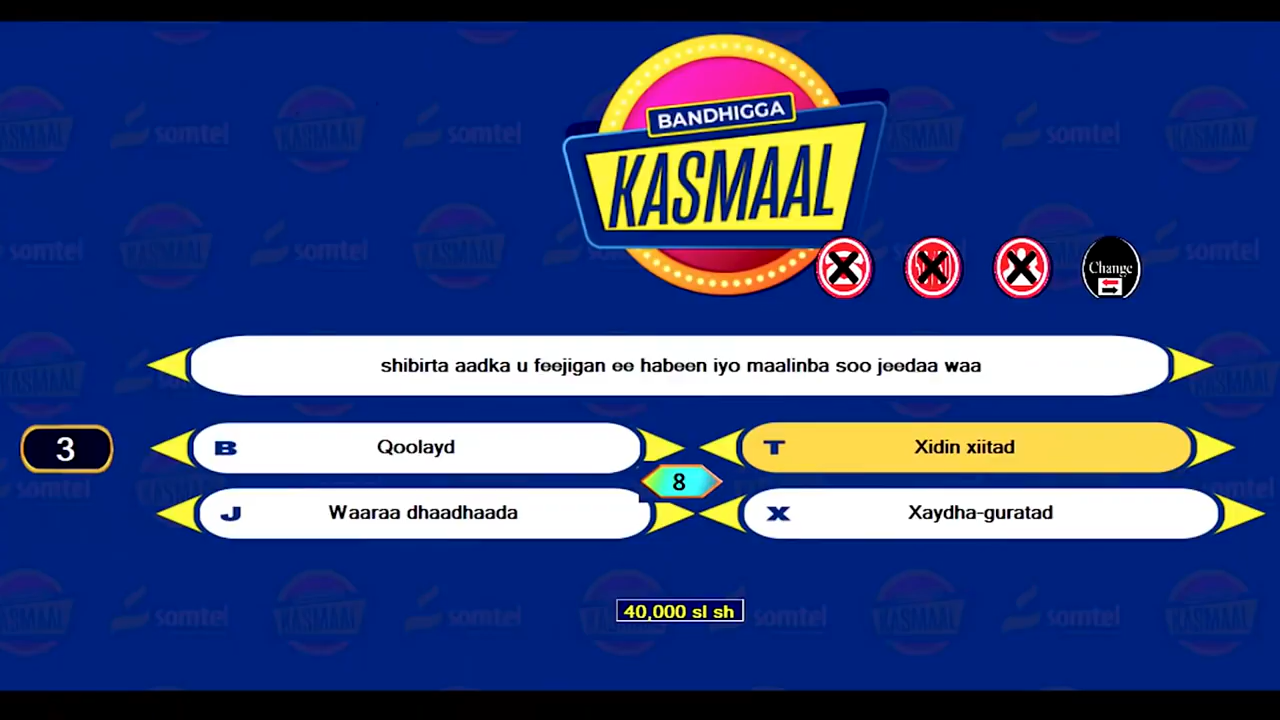 BANDHIGGA
KASMAAL
Change
shibirta aadka u feejigan ee habeen iyo maalinba soo jeedaa waa
3
B Qoolayd
T Xidin xiitad
8
J Waaraa dhaadhaada
X Xaydha-guratad
40,000 sl sh
somtel